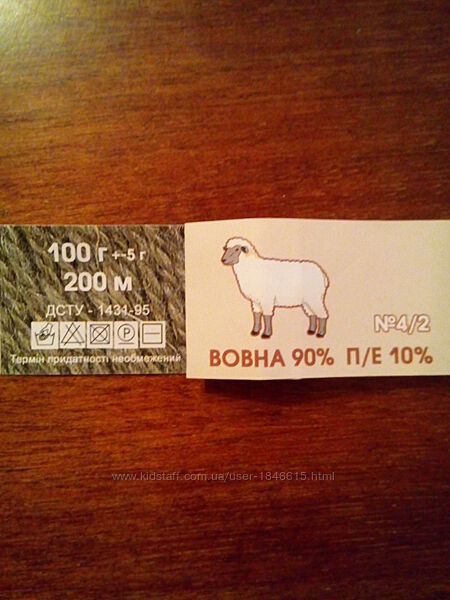 100 г +-5 г
200 м
ДСТУ - 1431-95
P
Термін придатності необмежений
№4/2
ВОВНА 90% П/Е 10%
www.kidstaff.com.ua/user-1846615.html